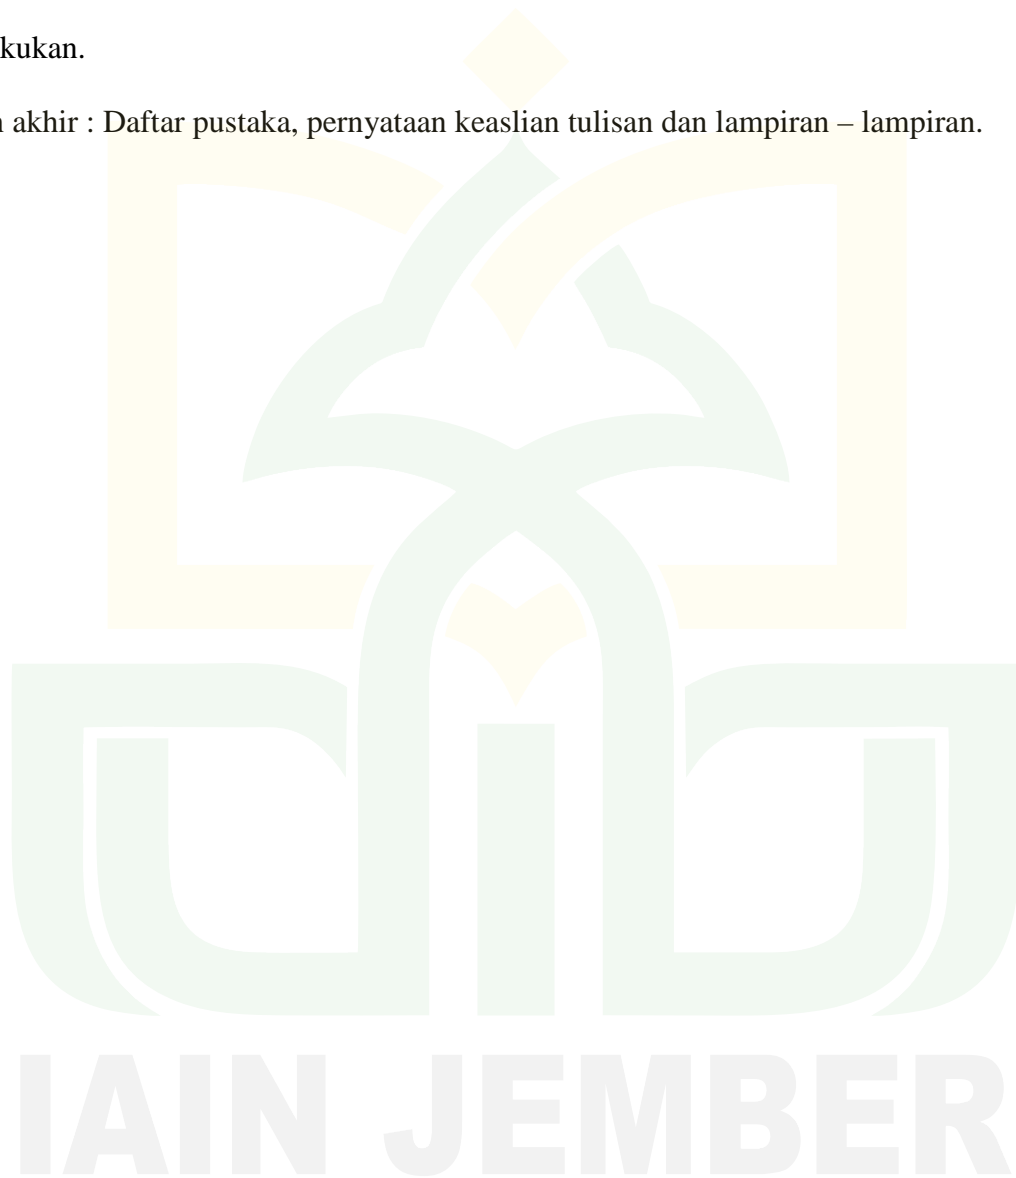 kukan.
n akhir : Daftar pustaka, pernyataan keaslian tulisan dan lampiran – lampiran.
IAIN JEMBER